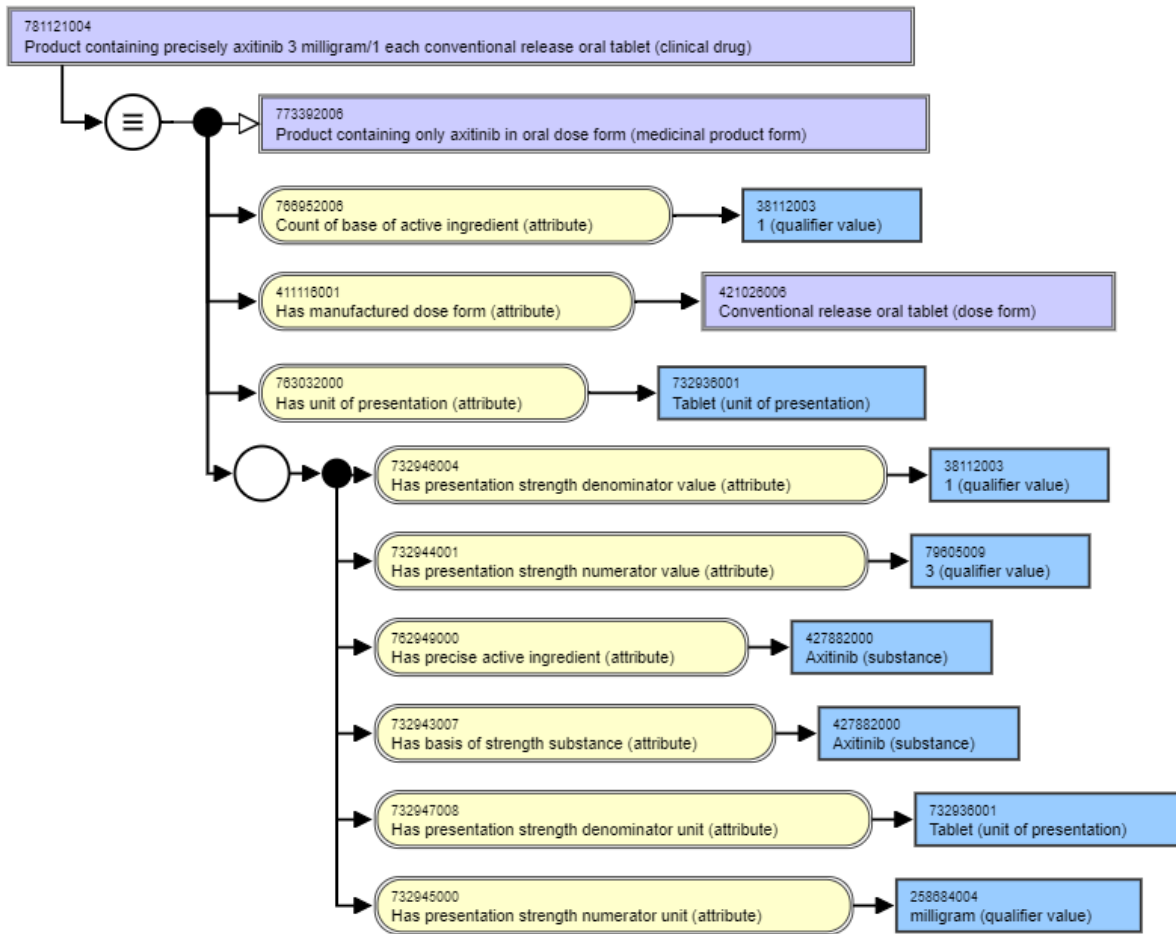 781121004
Product containing precisely axitinib 3 milligram/1 each conventional release oral tablet (clinical drug)
773392006
Product containing only axitinib in oral dose form (medicinal product form)
766952006
Count of base of active ingredient (attribute)
38112003
1 (qualifier value)
411116001
Has manufactured dose form (attribute)
421026006
Conventional release oral tablet (dose form)
763032000
Has unit of presentation (attribute)
732936001
Tablet (unit of presentation)
732946004
Has presentation strength denominator value (attribute)
38112003
1 (qualifier value)
732944001
Has presentation strength numerator value (attribute)
79605009
3 (qualifier value)
762949000
Has precise active ingredient (attribute)
427882000
Axitinib (substance)
732943007
Has basis of strength substance (attribute)
427882000
Axitinib (substance)
732947008
Has presentation strength denominator unit (attribute)
732936001
Tablet (unit of presentation)
732945000
Has presentation strength numerator unit (attribute)
258684004
milligram (qualifier value)